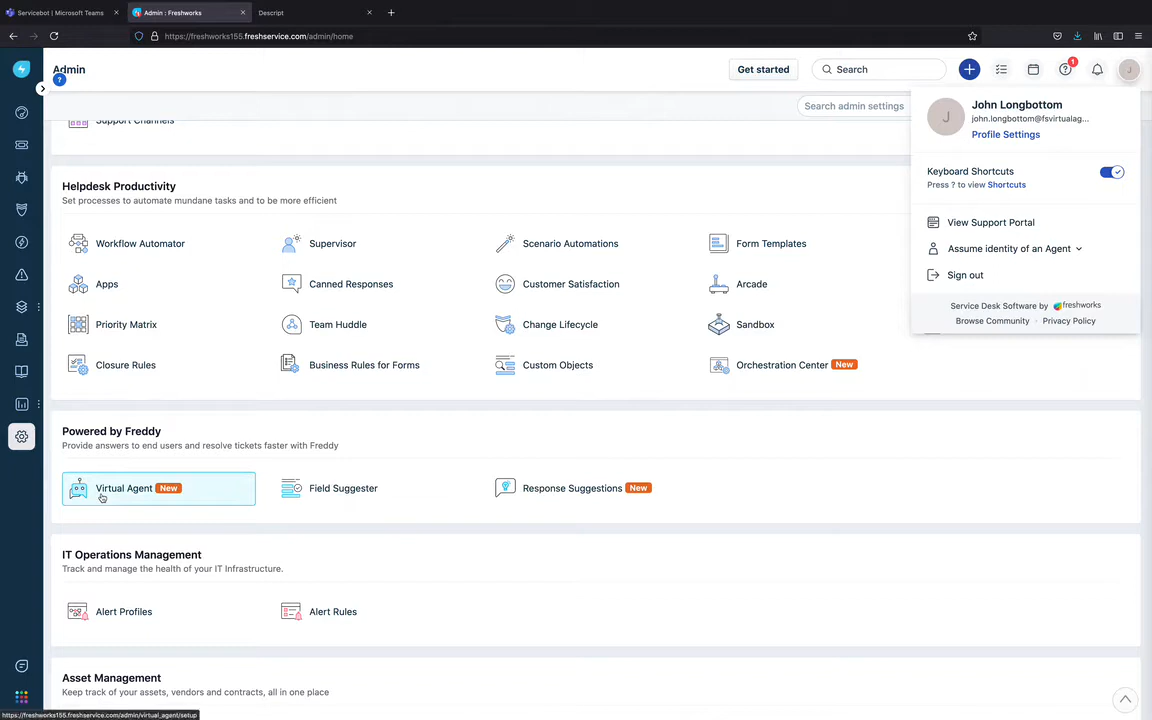 Servicebot | Microsoft Teams
Admin : Freshworks
Descript
https://freshworks155.freshservice.com/admin/home
Admin
?
Get started
Search
1
J
Search admin settings
J
John Longbottom
john.longbottom@fsvirtualag...
Profile Settings
Keyboard Shortcuts
Press ? to view Shortcuts
View Support Portal
Assume identity of an Agent
Sign out
Service Desk Software by freshworks
Browse Community · Privacy Policy
Support Channels
Helpdesk Productivity
Set processes to automate mundane tasks and to be more efficient
Workflow Automator
Supervisor
Scenario Automations
Form Templates
Apps
Canned Responses
Customer Satisfaction
Arcade
Priority Matrix
Team Huddle
Change Lifecycle
Sandbox
Closure Rules
Business Rules for Forms
Custom Objects
Orchestration Center New
Powered by Freddy
Provide answers to end users and resolve tickets faster with Freddy
Virtual Agent New
Field Suggester
Response Suggestions New
IT Operations Management
Track and manage the health of your IT Infrastructure.
Alert Profiles
Alert Rules
Asset Management
Keep track of your assets, vendors and contracts, all in one place
https://freshworks155.freshservice.com/admin/virtual_agent/setup